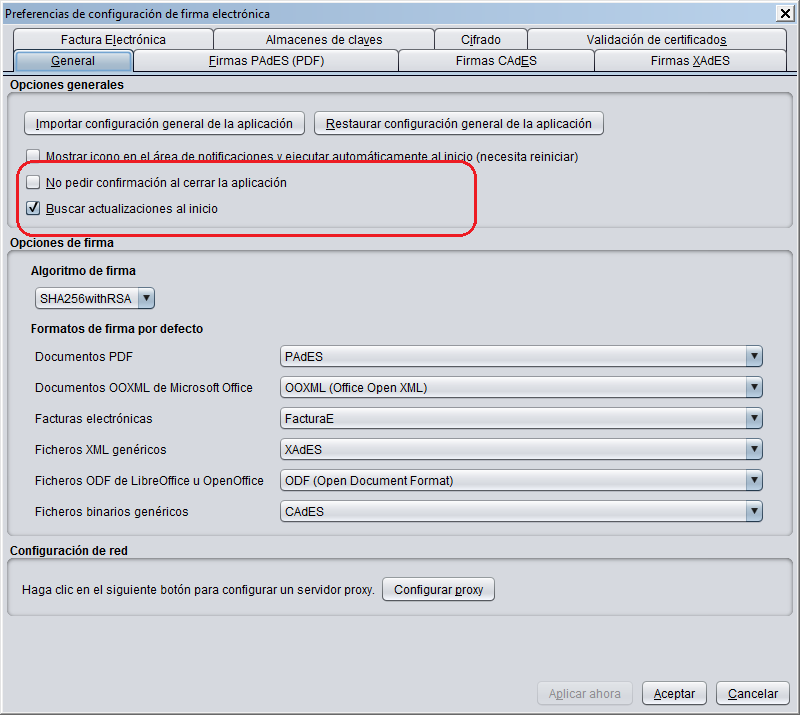 Preferencias de configuración de firma electrónica
Factura Electrónica Almacenes de claves Cifrado Validación de certificados
General Firmas PAdES (PDF) Firmas CAdES Firmas XAdES
Opciones generales
Importar configuración general de la aplicación Restaurar configuración general de la aplicación
Mostrar icono en el área de notificaciones y ejecutar automáticamente al inicio (necesita reiniciar)
No pedir confirmación al cerrar la aplicación
Buscar actualizaciones al inicio
Opciones de firma
Algoritmo de firma
SHA256withRSA
Formatos de firma por defecto
Documentos PDF PAdES
Documentos OOXML de Microsoft Office OOXML (Office Open XML)
Facturas electrónicas FacturaE
Ficheros XML genéricos XAdES
Ficheros ODF de LibreOffice u OpenOffice ODF (Open Document Format)
Ficheros binarios genéricos CAdES
Configuración de red
Haga clic en el siguiente botón para configurar un servidor proxy. Configurar proxy
Aplicar ahora Aceptar Cancelar